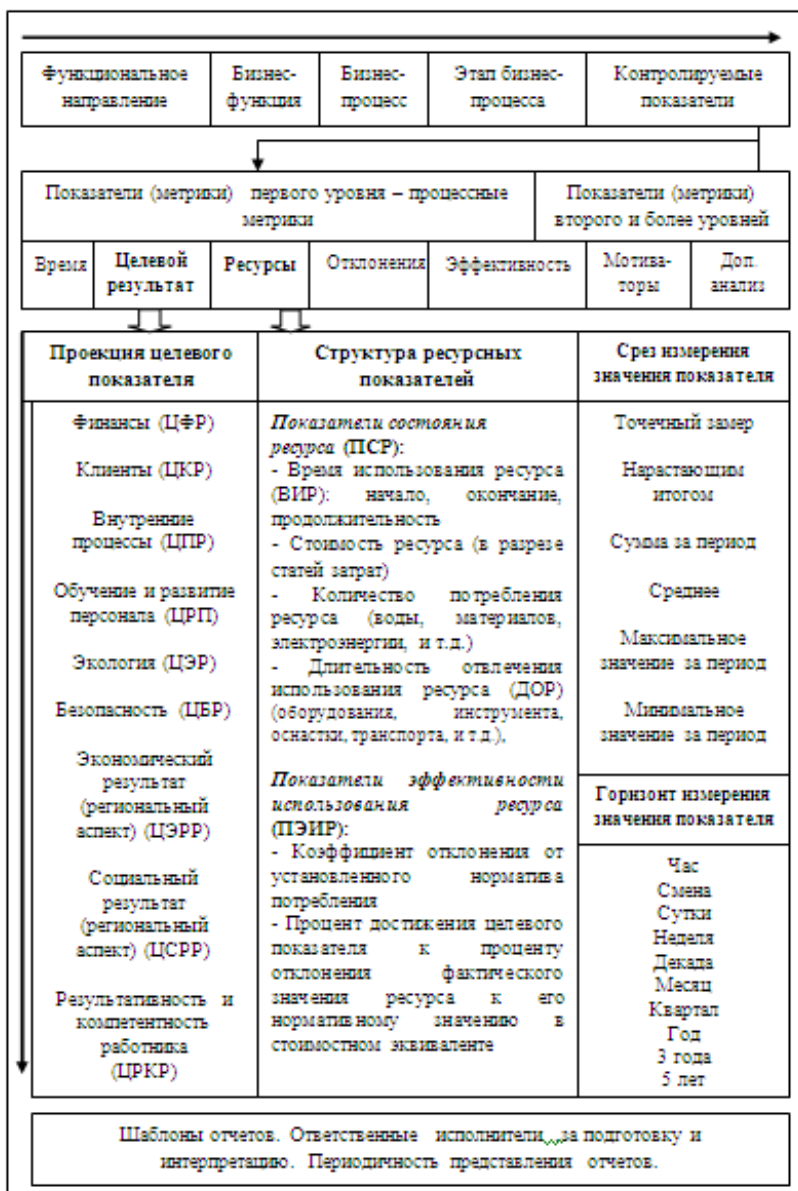 Функциональное
направление
Бизнес-
функция
Бизнес-
процесс
Этап бизнес-
процесса
Контролируемые
показатели
Показатели (метрики) первого уровня – процессные
метрики
Показатели (метрики)
второго и более уровней
Время
Целевой
результат
Ресурсы
Отклонения
Эффективность
Мотива-
торы
Доп.
анализ
Проекция целевого
показателя
Финансы (ЦФР)
Клиенты (ЦКР)
Внутренние
процессы (ЦПР)
Обучение и развитие
персонала (ЦРП)
Экология (ЦЭР)
Безопасность (ЦБР)
Экономический
результат
(региональный
аспект) (ЦЭРР)
Социальный
результат
(региональный
аспект) (ЦСРР)
Результативность и
компетентность
работника
(ЦРКР)
Структура ресурсных
показателей
Показатели состояния
ресурса (ПСР):
- Время использования ресурса
(ВИР): начало, окончание,
продолжительность
- Стоимость ресурса (в разрезе
статей затрат)
- Количество потребления
ресурса (воды, материалов,
электроэнергии, и т.д.)
- Длительность отвлечения
использования ресурса (ДОР)
(оборудования, инструмента,
оснастки, транспорта, и т.д.),
Показатели эффективности
использования ресурса
(ПЭИР):
- Коэффициент отклонения от
установленного норматива
потребления
- Процент достижения целевого
показателя к проценту
отклонения фактического
значения ресурса к его
нормативному значению в
стоимостном эквиваленте
Срез измерения
значения показателя
Точечный замер
Нарастающим
итогом
Сумма за период
Среднее
Максимальное
значение за период
Минимальное
значение за период
Горизонт измерения
значения показателя
Час
Смена
Сутки
Неделя
Декада
Месяц
Квартал
Год
3 года
5 лет
Шаблоны отчетов. Ответственные исполнители за подготовку и
интерпретацию. Периодичность представления отчетов.